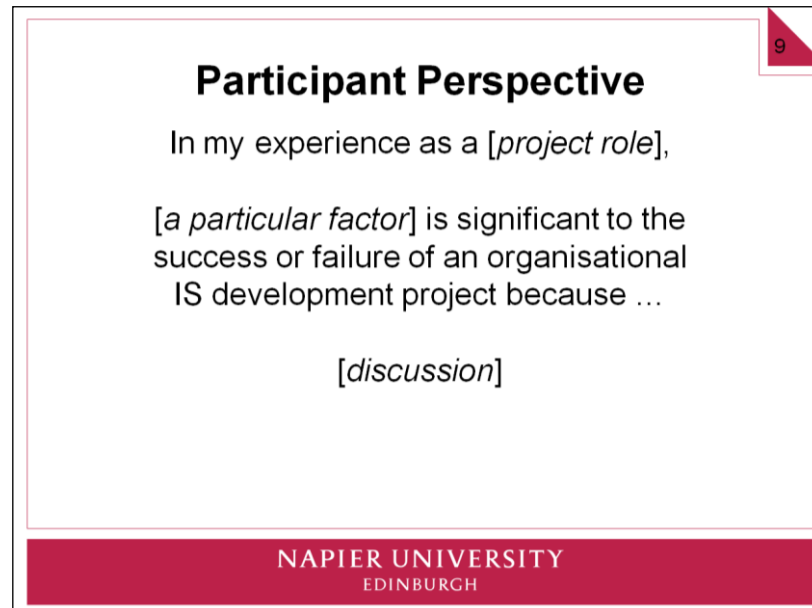 9
Participant Perspective
In my experience as a [project role],
[a particular factor] is significant to the
success or failure of an organisational
IS development project because …
[discussion]
NAPIER UNIVERSITY
EDINBURGH